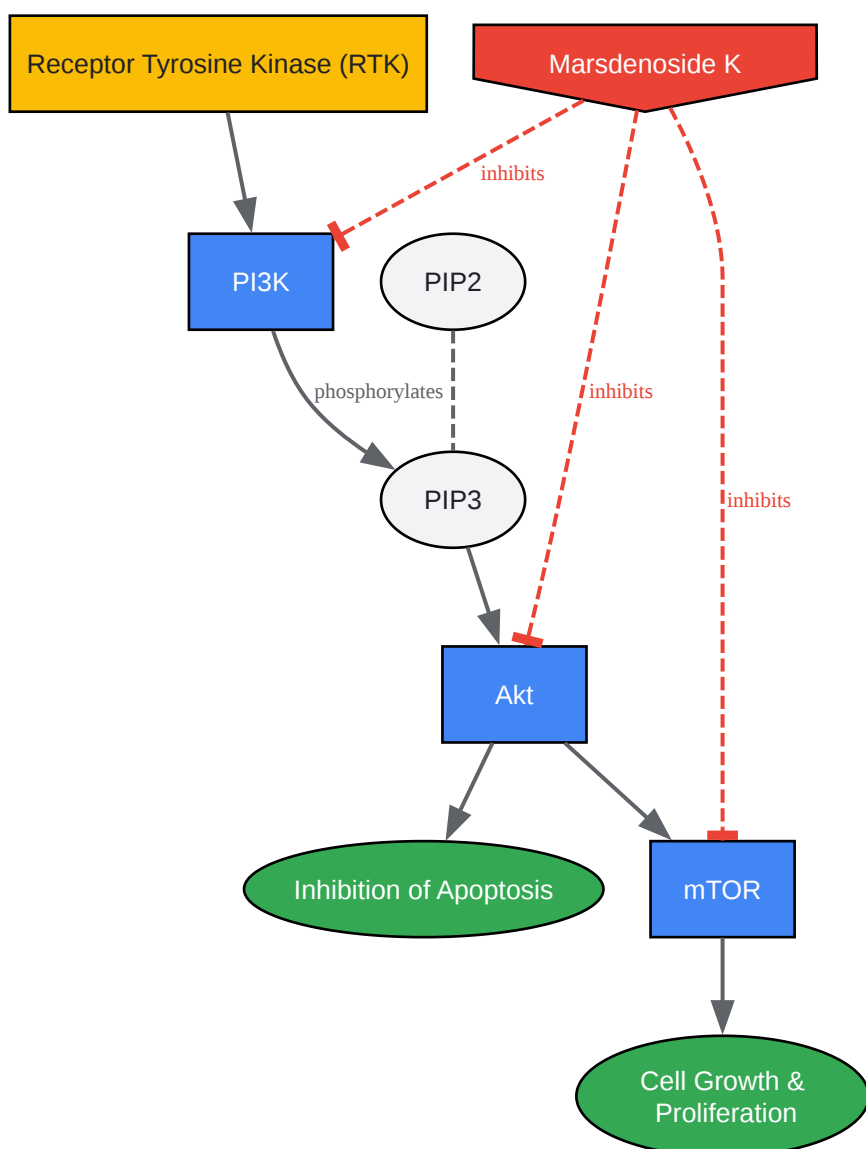 Receptor Tyrosine Kinase (RTK)
Marsdenoside K
inhibits
PI3K
PIP2
phosphorylates
inhibits
PIP3
inhibits
Akt
Inhibition of Apoptosis
mTOR
Cell Growth &
Proliferation